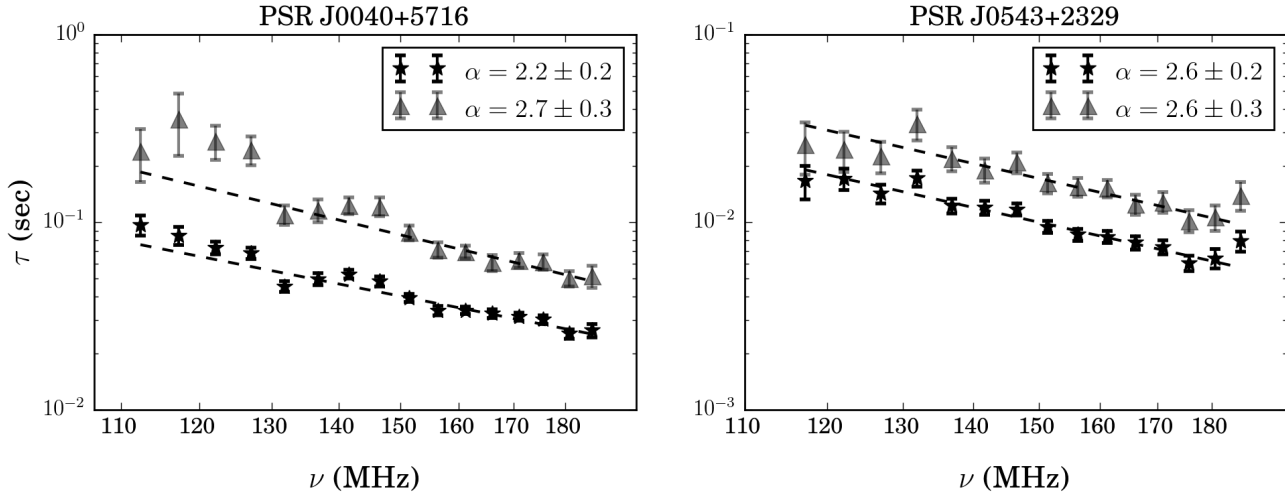 PSR J0040+5716
10⁰
α = 2.2 ± 0.2
α = 2.7 ± 0.3
10⁻¹
τ (sec)
10⁻²
110 120 130 140 150 160 170 180
ν (MHz)
PSR J0543+2329
10⁻¹
α = 2.6 ± 0.2
α = 2.6 ± 0.3
10⁻²
10⁻³
110 120 130 140 150 160 170 180
ν (MHz)